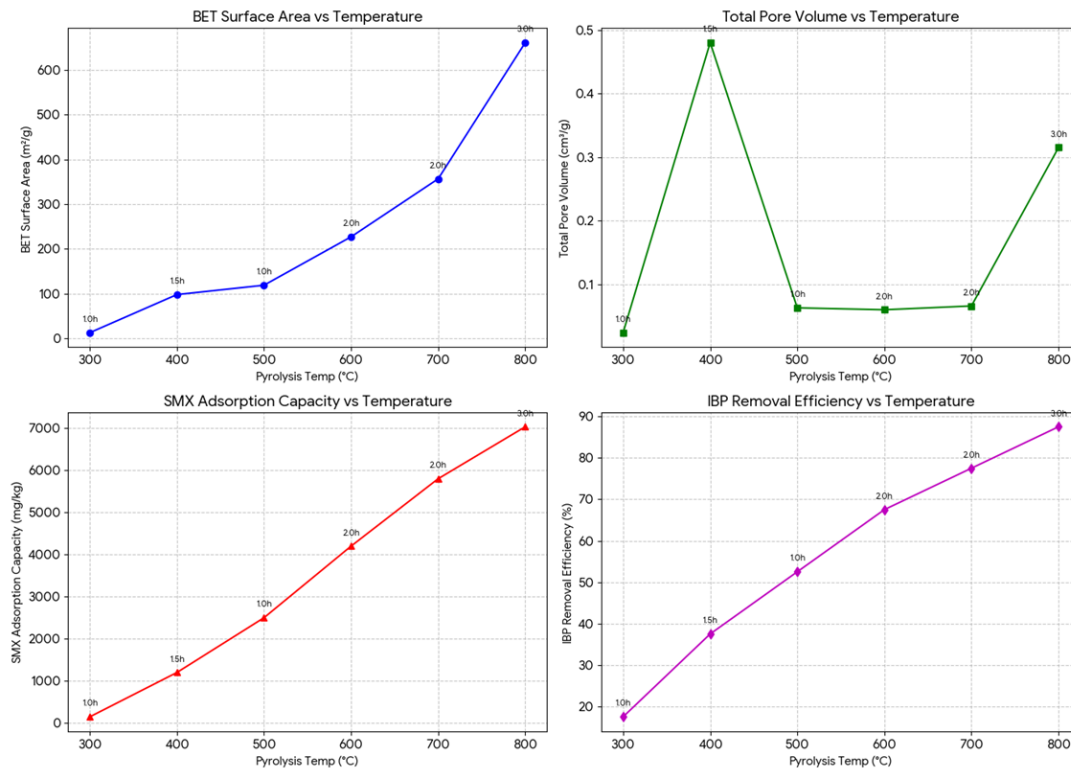 BET Surface Area vs Temperature
BET Surface Area (m²/g)
600
500
400
300
200
100
0
1.0h
1.5h
1.0h
2.0h
2.0h
3.0h
300 400 500 600 700 800
Pyrolysis Temp (°C)
Total Pore Volume vs Temperature
Total Pore Volume (cm³/g)
0.5
0.4
0.3
0.2
0.1
1.0h
1.5h
1.0h
2.0h
2.0h
3.0h
300 400 500 600 700 800
Pyrolysis Temp (°C)
SMX Adsorption Capacity vs Temperature
SMX Adsorption Capacity (mg/kg)
7000
6000
5000
4000
3000
2000
1000
0
1.0h
1.5h
1.0h
2.0h
2.0h
3.0h
300 400 500 600 700 800
Pyrolysis Temp (°C)
IBP Removal Efficiency vs Temperature
IBP Removal Efficiency (%)
90
80
70
60
50
40
30
20
1.0h
1.5h
1.0h
2.0h
2.0h
3.0h
300 400 500 600 700 800
Pyrolysis Temp (°C)